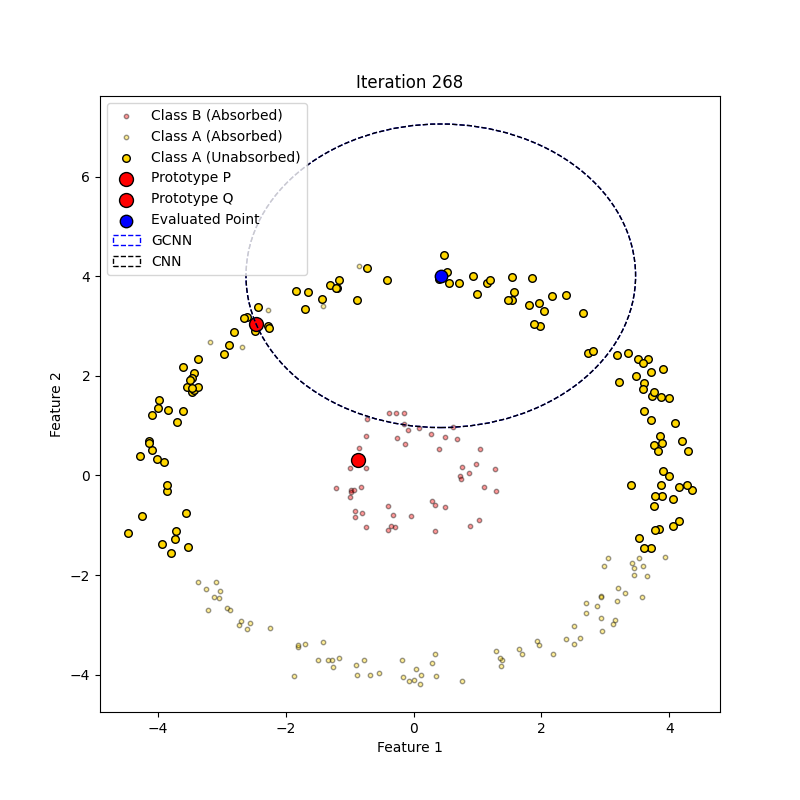 Iteration 268
Class B (Absorbed)
Class A (Absorbed)
Class A (Unabsorbed)
Prototype P
Prototype Q
Evaluated Point
GCNN
CNN
6
4
2
0
−2
−4
Feature 2
−4 −2 0 2 4
Feature 1